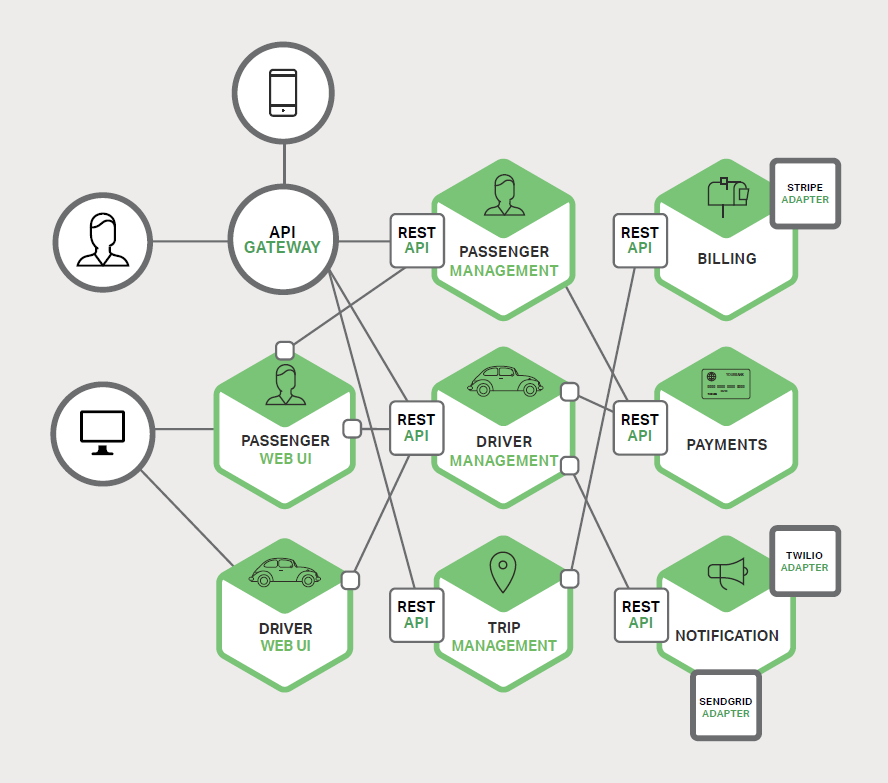 API
GATEWAY
REST
API
PASSENGER
MANAGEMENT
REST
API
BILLING
STRIPE
ADAPTER
PASSENGER
WEB UI
REST
API
DRIVER
MANAGEMENT
REST
API
PAYMENTS
DRIVER
WEB UI
REST
API
TRIP
MANAGEMENT
REST
API
NOTIFICATION
TWILIO
ADAPTER
SENDGRID
ADAPTER